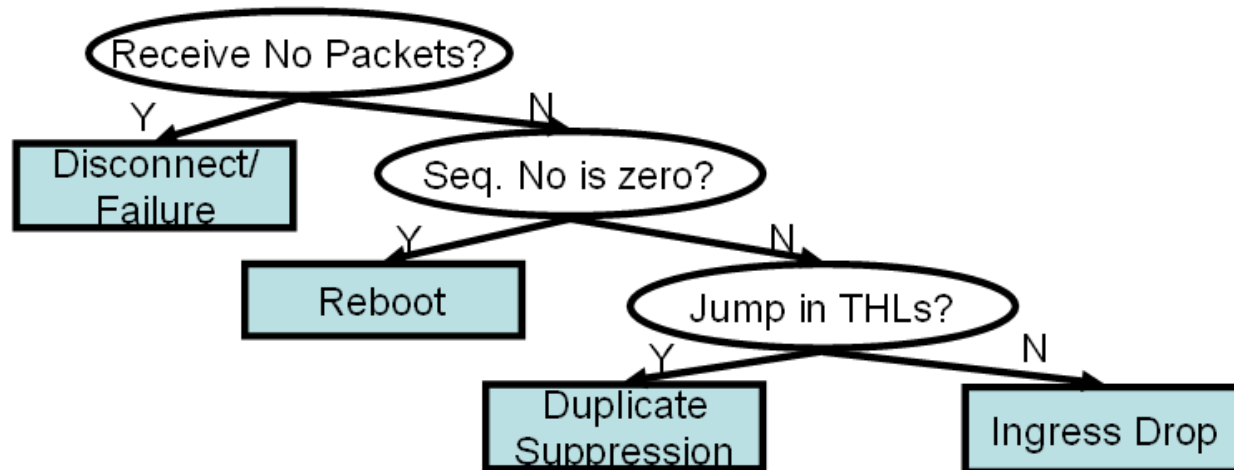 Receive No Packets?
Y
N
Disconnect/
Failure
Seq. No is zero?
Y
N
Reboot
Jump in THLs?
Y
N
Duplicate
Suppression
Ingress Drop